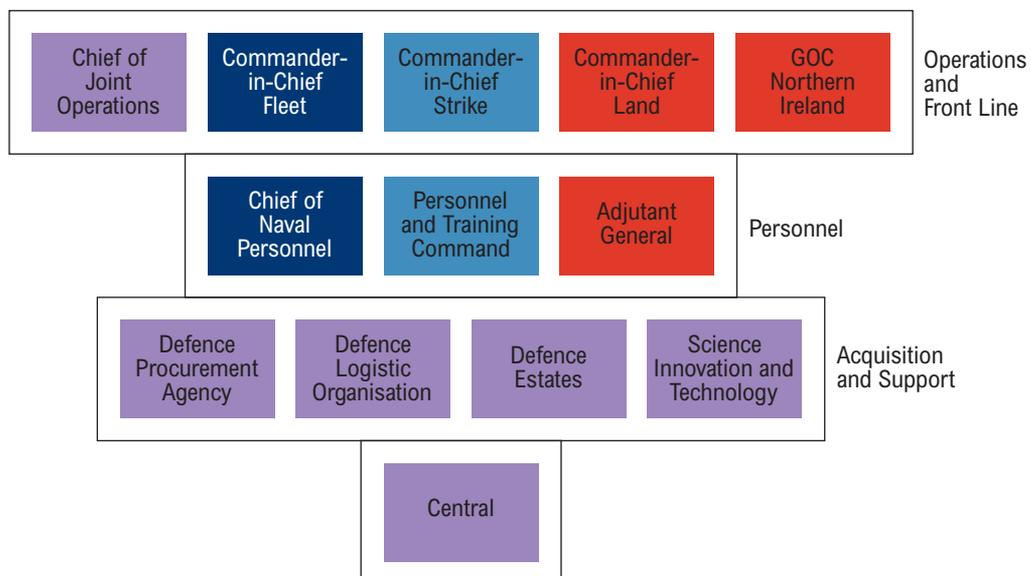 Chief of
Joint
Operations
Commander-
in-Chief
Fleet
Commander-
in-Chief
Strike
Commander-
in-Chief
Land
GOC
Northern
Ireland
Operations
and
Front Line
Chief of
Naval
Personnel
Personnel
and Training
Command
Adjutant
General
Personnel
Defence
Procurement
Agency
Defence
Logistic
Organisation
Defence
Estates
Science
Innovation and
Technology
Acquisition
and Support
Central